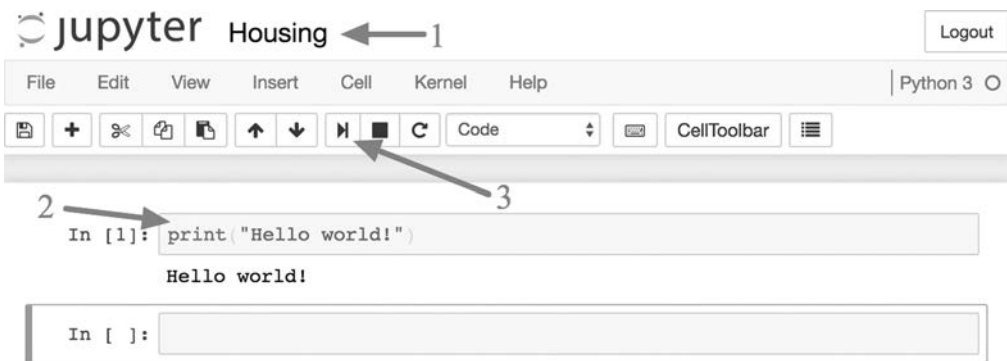 jupyter Housing 1 Logout
File Edit View Insert Cell Kernel Help Python 3
Code CellToolbar
3
2
In [1]: print("Hello world!")
Hello world!
In [ ]: